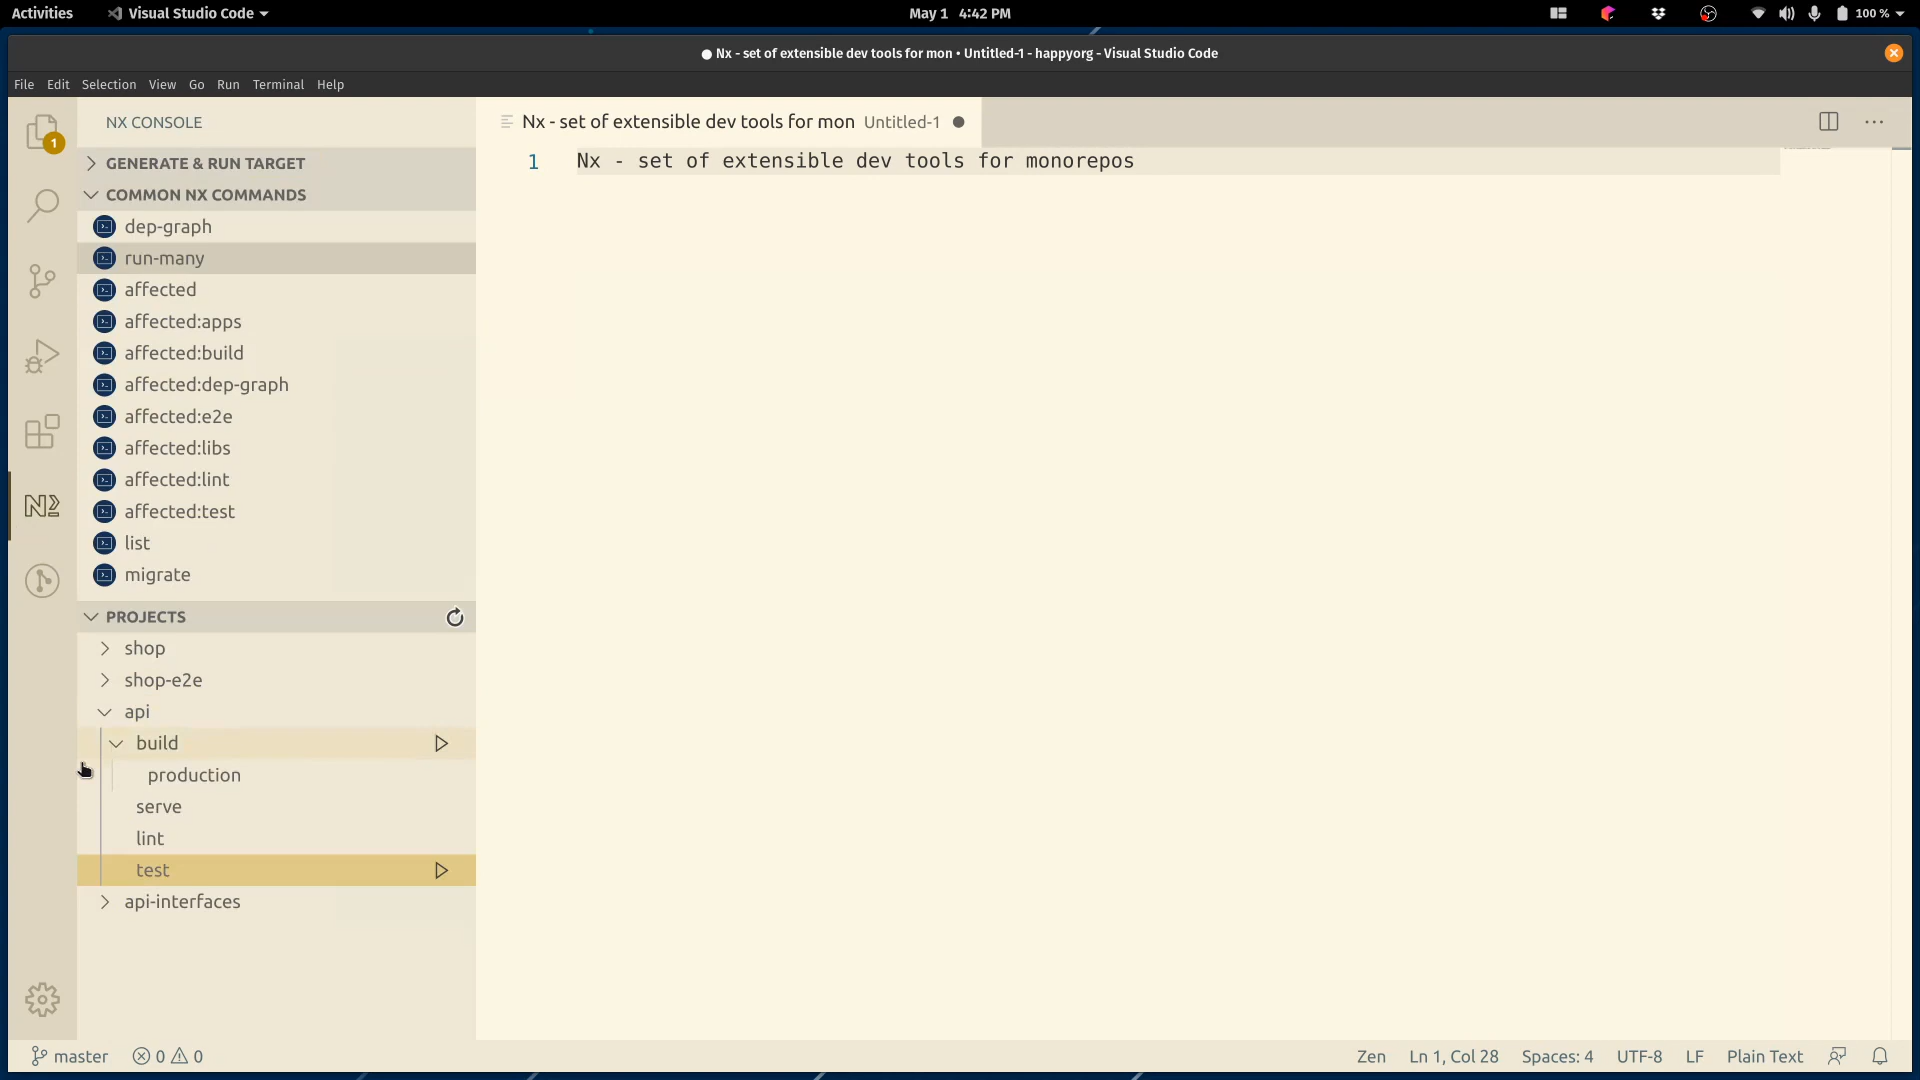 Activities
Visual Studio Code
May 1 4:42 PM
100 %
● Nx - set of extensible dev tools for mon • Untitled-1 - happyorg - Visual Studio Code
File Edit Selection View Go Run Terminal Help
NX CONSOLE
Nx - set of extensible dev tools for mon Untitled-1
1
GENERATE & RUN TARGET
1 Nx - set of extensible dev tools for monorepos
COMMON NX COMMANDS
dep-graph
run-many
affected
affected:apps
affected:build
affected:dep-graph
affected:e2e
affected:libs
affected:lint
affected:test
list
migrate
PROJECTS
shop
shop-e2e
api
build
production
serve
lint
test
api-interfaces
master 0 0
Zen Ln 1, Col 28 Spaces: 4 UTF-8 LF Plain Text